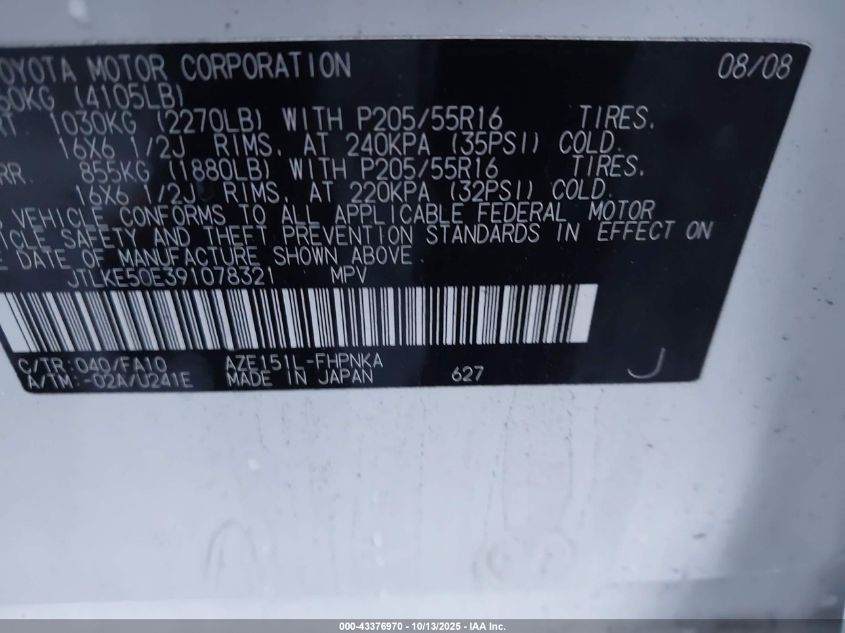 OYOTA MOTOR CORPORATION 08/08
60KG (4105LB)
RT 1030KG (2270LB) WITH P205/55R16 TIRES,
16X6 1/2J RIMS, AT 240KPA (35PSI) COLD.
RR. 855KG (1880LB) WITH P205/55R16 TIRES,
16X6 1/2J RIMS, AT 220KPA (32PSI) COLD.
VEHICLE CONFORMS TO ALL APPLICABLE FEDERAL MOTOR
ICLE SAFETY AND THEFT PREVENTION STANDARDS IN EFFECT ON
E DATE OF MANUFACTURE SHOWN ABOVE.
JTLKE50E391078321 MPV
C/TR:040/FA10 AZE151L-FHPNKA
A/TM:-02A/U241E MADE IN JAPAN 627 J
000-43376970 - 10/13/2025 - IAA Inc.